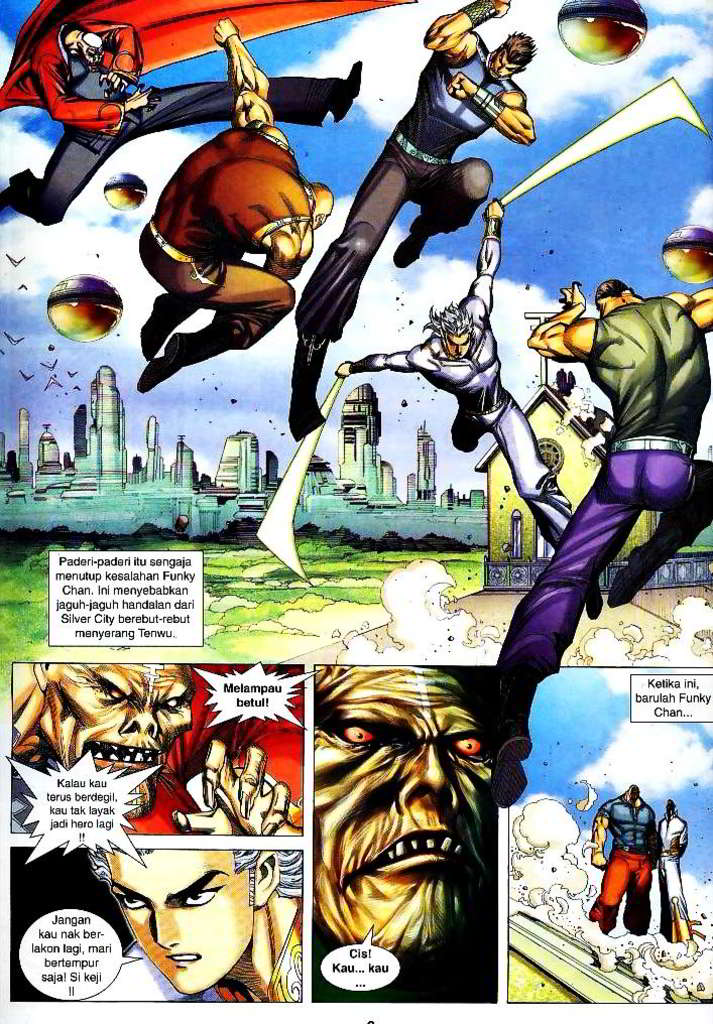 Paderi-paderi itu sengaja
menutup kesalahan Funky
Chan. Ini menyebabkan
jaguh-jaguh handalan dari
Silver City berebut-rebut
menyerang Tenwu.
Melampau
betul!
Kalau kau
terus berdegil,
kau tak layak
jadi hero lagi
!!
Jangan
kau nak ber-
lakon lagi, mari
bertempur
saja! Si keji
!!
Cis!
Kau... kau
...
Ketika ini,
barulah Funky
Chan...